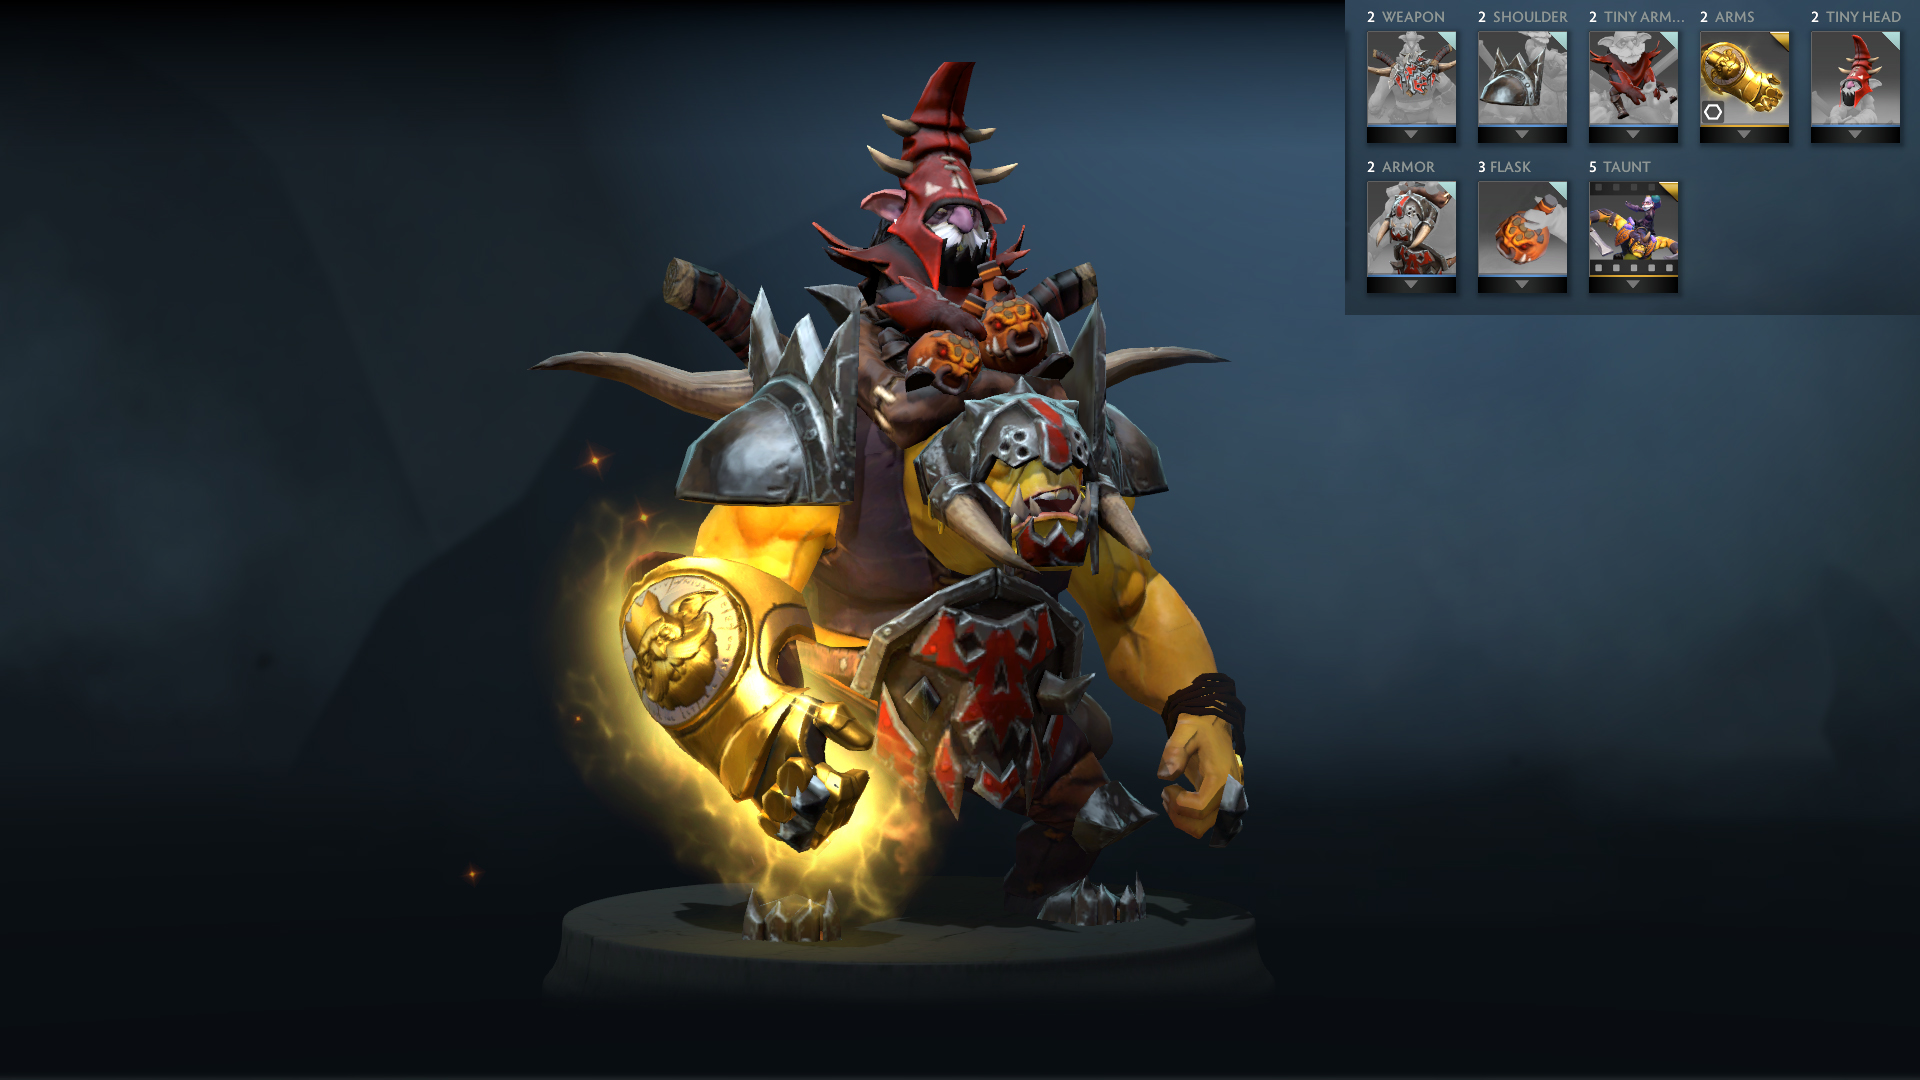 2 WEAPON
2 SHOULDER
2 TINY ARM...
2 ARMS
2 TINY HEAD
2 ARMOR
3 FLASK
5 TAUNT